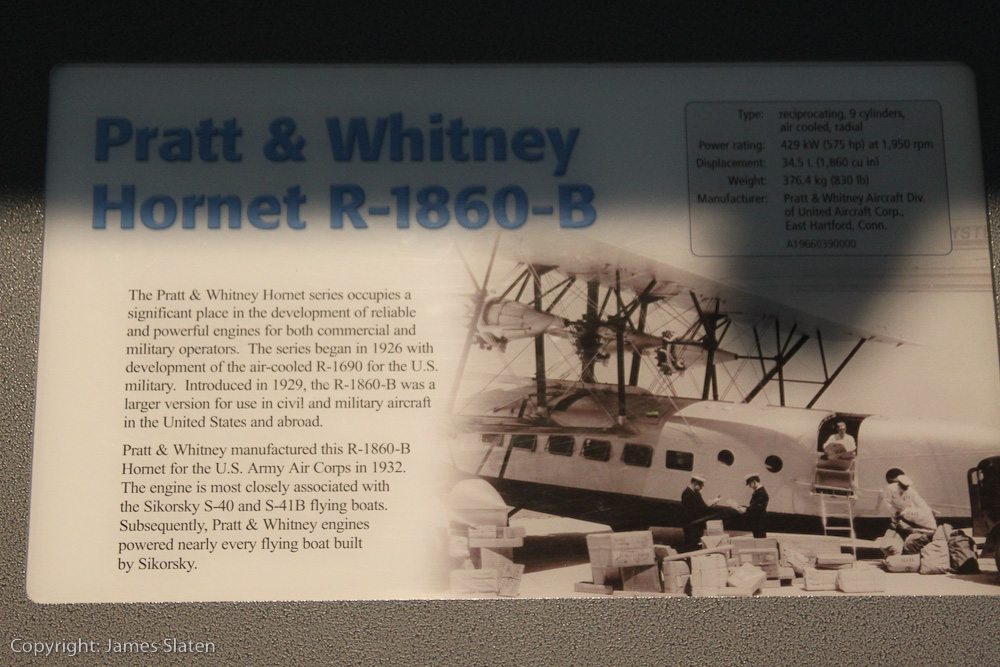 Pratt & Whitney
Hornet R-1860-B
Type: reciprocating, 9 cylinders,
air cooled, radial
Power rating: 429 kW (575 hp) at 1,950 rpm
Displacement: 34.5 L (1,860 cu in)
Weight: 376.4 kg (830 lb)
Manufacturer: Pratt & Whitney Aircraft Div.
of United Aircraft Corp.,
East Hartford, Conn.
A19660390000
The Pratt & Whitney Hornet series occupies a
significant place in the development of reliable
and powerful engines for both commercial and
military operators. The series began in 1926 with
development of the air-cooled R-1690 for the U.S.
military. Introduced in 1929, the R-1860-B was a
larger version for use in civil and military aircraft
in the United States and abroad.
Pratt & Whitney manufactured this R-1860-B
Hornet for the U.S. Army Air Corps in 1932.
The engine is most closely associated with
the Sikorsky S-40 and S-41B flying boats.
Subsequently, Pratt & Whitney engines
powered nearly every flying boat built
by Sikorsky.
Copyright: James Slaten